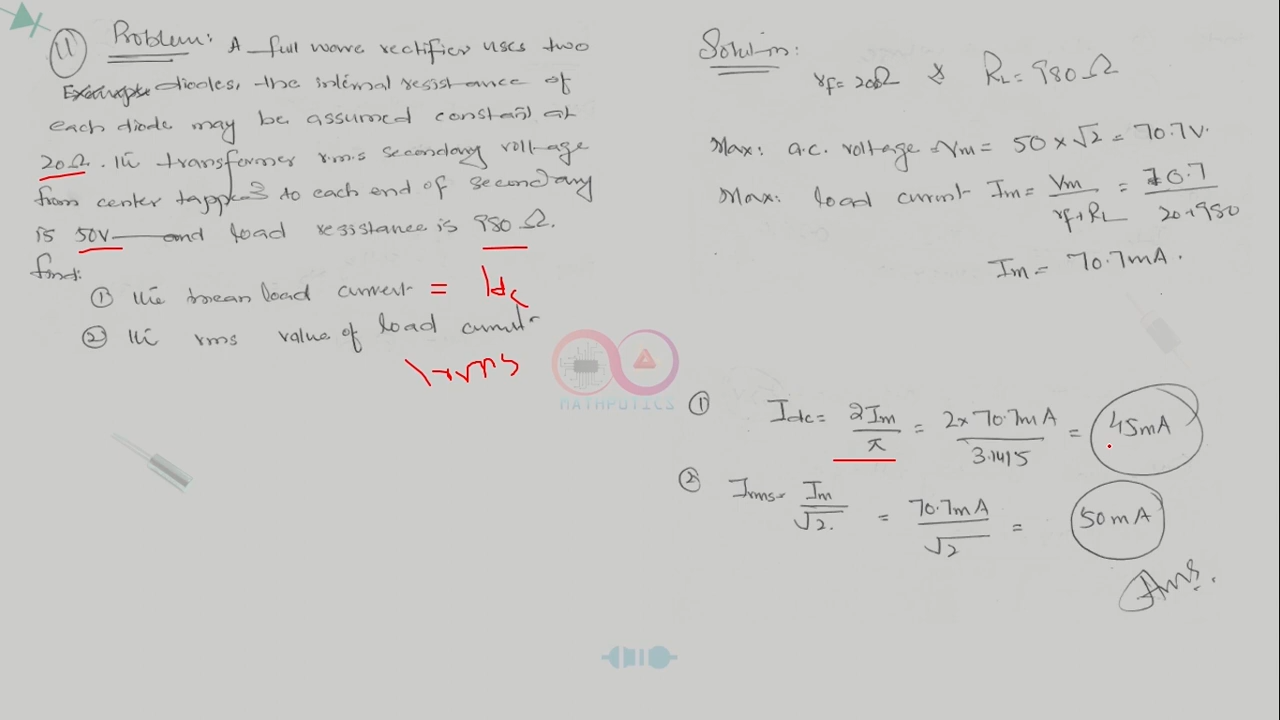 11 Problem: A full wave rectifier uses two
diodes, the internal resistance of
each diode may be assumed constant at
20Ω. The transformer r.m.s secondary voltage
from center tapped to each end of secondary
is 50V and load resistance is 980 Ω.
find:
① The mean load current = Idc
② The rms value of load current
Irms
Solution:
rf = 20Ω & RL = 980 Ω
Max: a.c. voltage = Vm = 50 × √2 = 70.7V.
Max: load current Im = Vm / rf + RL = 70.7 / 20+980
Im = 70.7mA.
① Idc = 2Im / π = 2×70.7mA / 3.1415 = 45mA
② Irms = Im / √2. = 70.7mA / √2 = 50mA
Ans.
MATHPOTICS